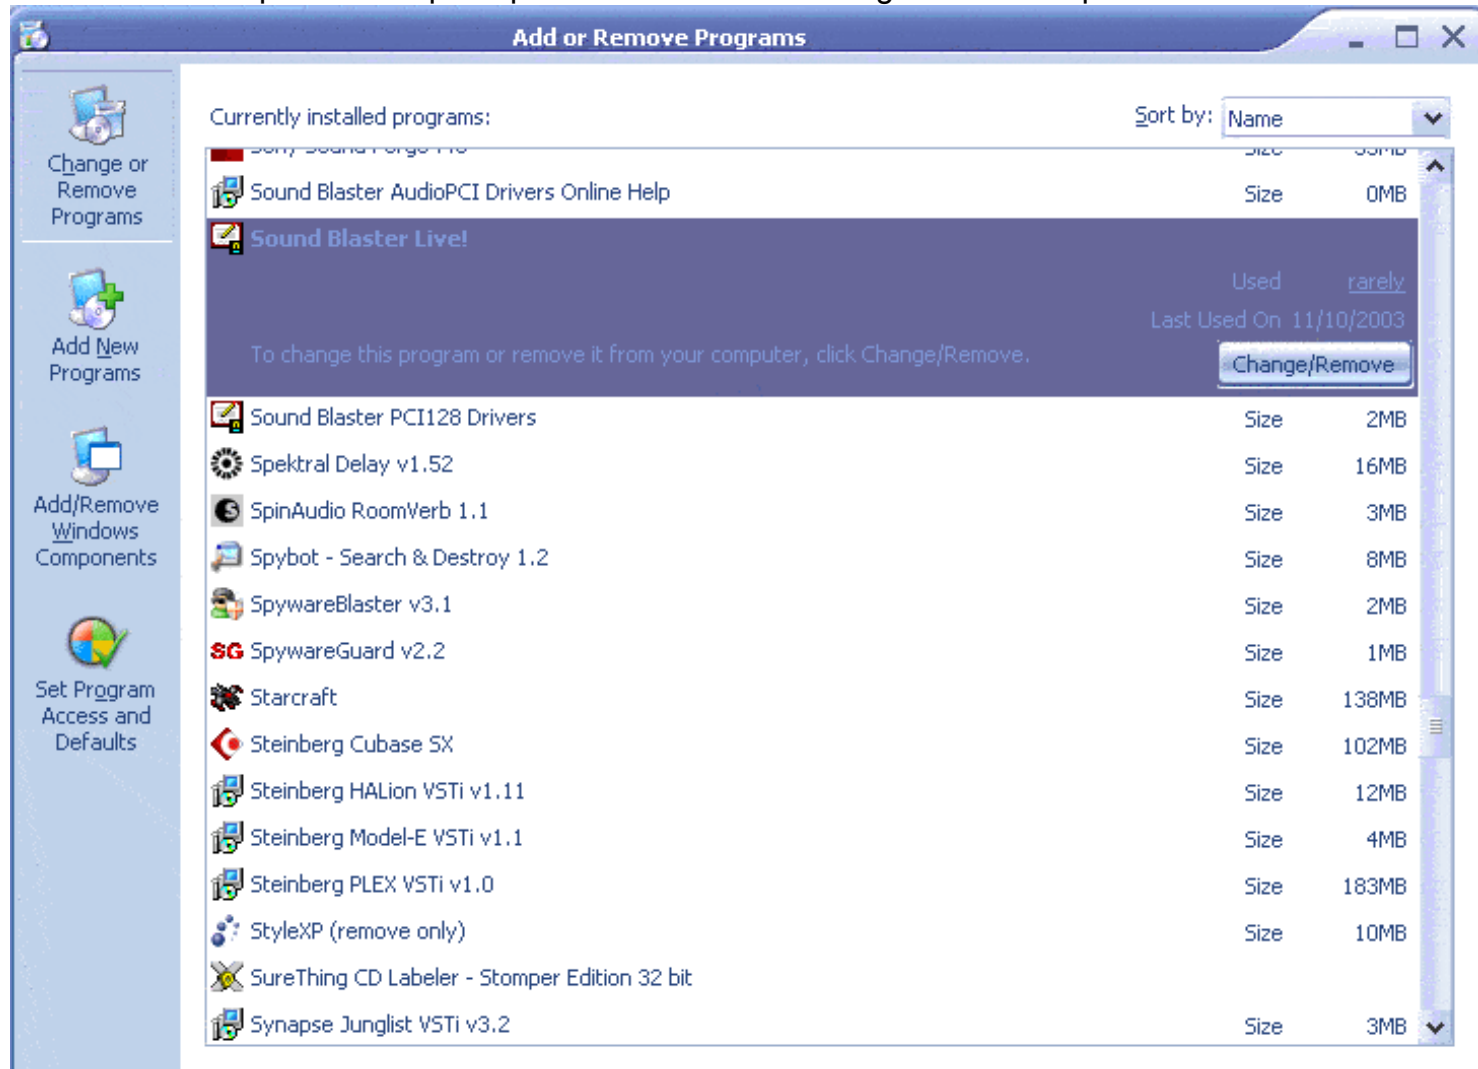 Add or Remove Programs
Change or
Remove
Programs
Add New
Programs
Add/Remove
Windows
Components
Set Program
Access and
Defaults
Currently installed programs:
Sort by: Name
Sony Sound Forge Size 33MB
Sound Blaster AudioPCI Drivers Online Help Size 0MB
Sound Blaster Live!
Used rarely
Last Used On 11/10/2003
To change this program or remove it from your computer, click Change/Remove. Change/Remove
Sound Blaster PCI128 Drivers Size 2MB
Spektral Delay v1.52 Size 16MB
SpinAudio RoomVerb 1.1 Size 3MB
Spybot - Search & Destroy 1.2 Size 8MB
SpywareBlaster v3.1 Size 2MB
SG SpywareGuard v2.2 Size 1MB
Starcraft Size 138MB
Steinberg Cubase SX Size 102MB
Steinberg HALion VSTi v1.11 Size 12MB
Steinberg Model-E VSTi v1.1 Size 4MB
Steinberg PLEX VSTi v1.0 Size 183MB
StyleXP (remove only) Size 10MB
SureThing CD Labeler - Stomper Edition 32 bit
Synapse Junglist VSTi v3.2 Size 3MB